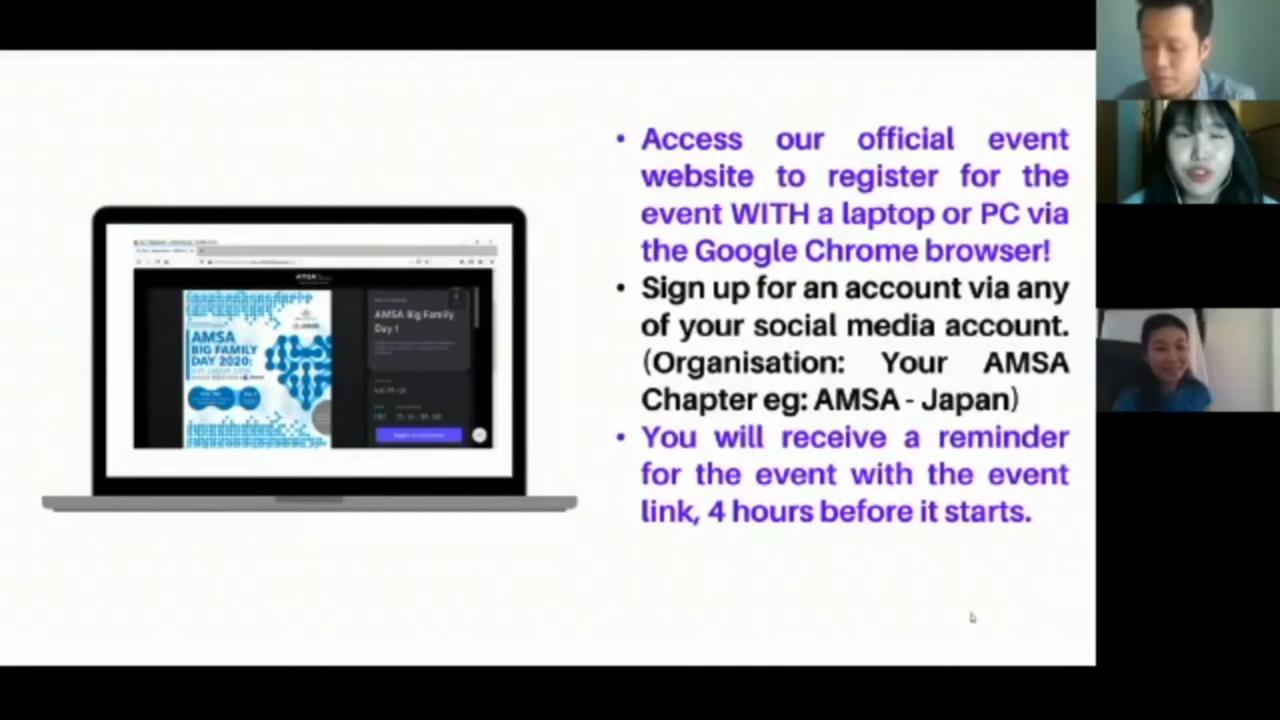 AMSA
AMSA
BIG FAMILY
DAY 2020:
AMSA Big Family
Day 1
Access our official event
website to register for the
event WITH a laptop or PC via
the Google Chrome browser!
Sign up for an account via any
of your social media account.
(Organisation: Your AMSA
Chapter eg: AMSA - Japan)
You will receive a reminder
for the event with the event
link, 4 hours before it starts.